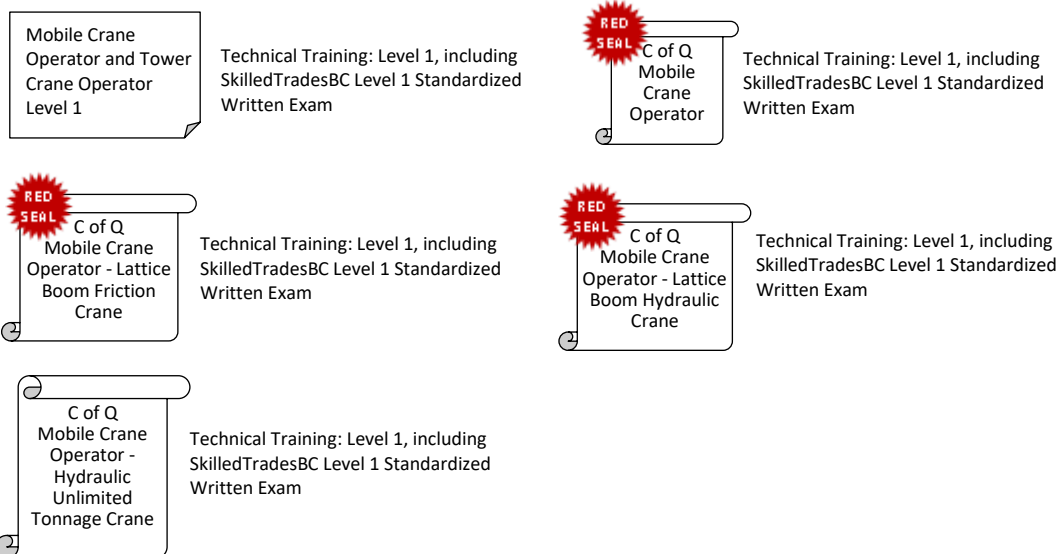 Mobile Crane
Operator and Tower
Crane Operator
Level 1
Technical Training: Level 1, including
SkilledTradesBC Level 1 Standardized
Written Exam
RED
SEAL
C of Q
Mobile
Crane
Operator
Technical Training: Level 1, including
SkilledTradesBC Level 1 Standardized
Written Exam
RED
SEAL
C of Q
Mobile Crane
Operator - Lattice
Boom Friction
Crane
Technical Training: Level 1, including
SkilledTradesBC Level 1 Standardized
Written Exam
RED
SEAL
C of Q
Mobile Crane
Operator - Lattice
Boom Hydraulic
Crane
Technical Training: Level 1, including
SkilledTradesBC Level 1 Standardized
Written Exam
C of Q
Mobile Crane
Operator -
Hydraulic
Unlimited
Tonnage Crane
Technical Training: Level 1, including
SkilledTradesBC Level 1 Standardized
Written Exam